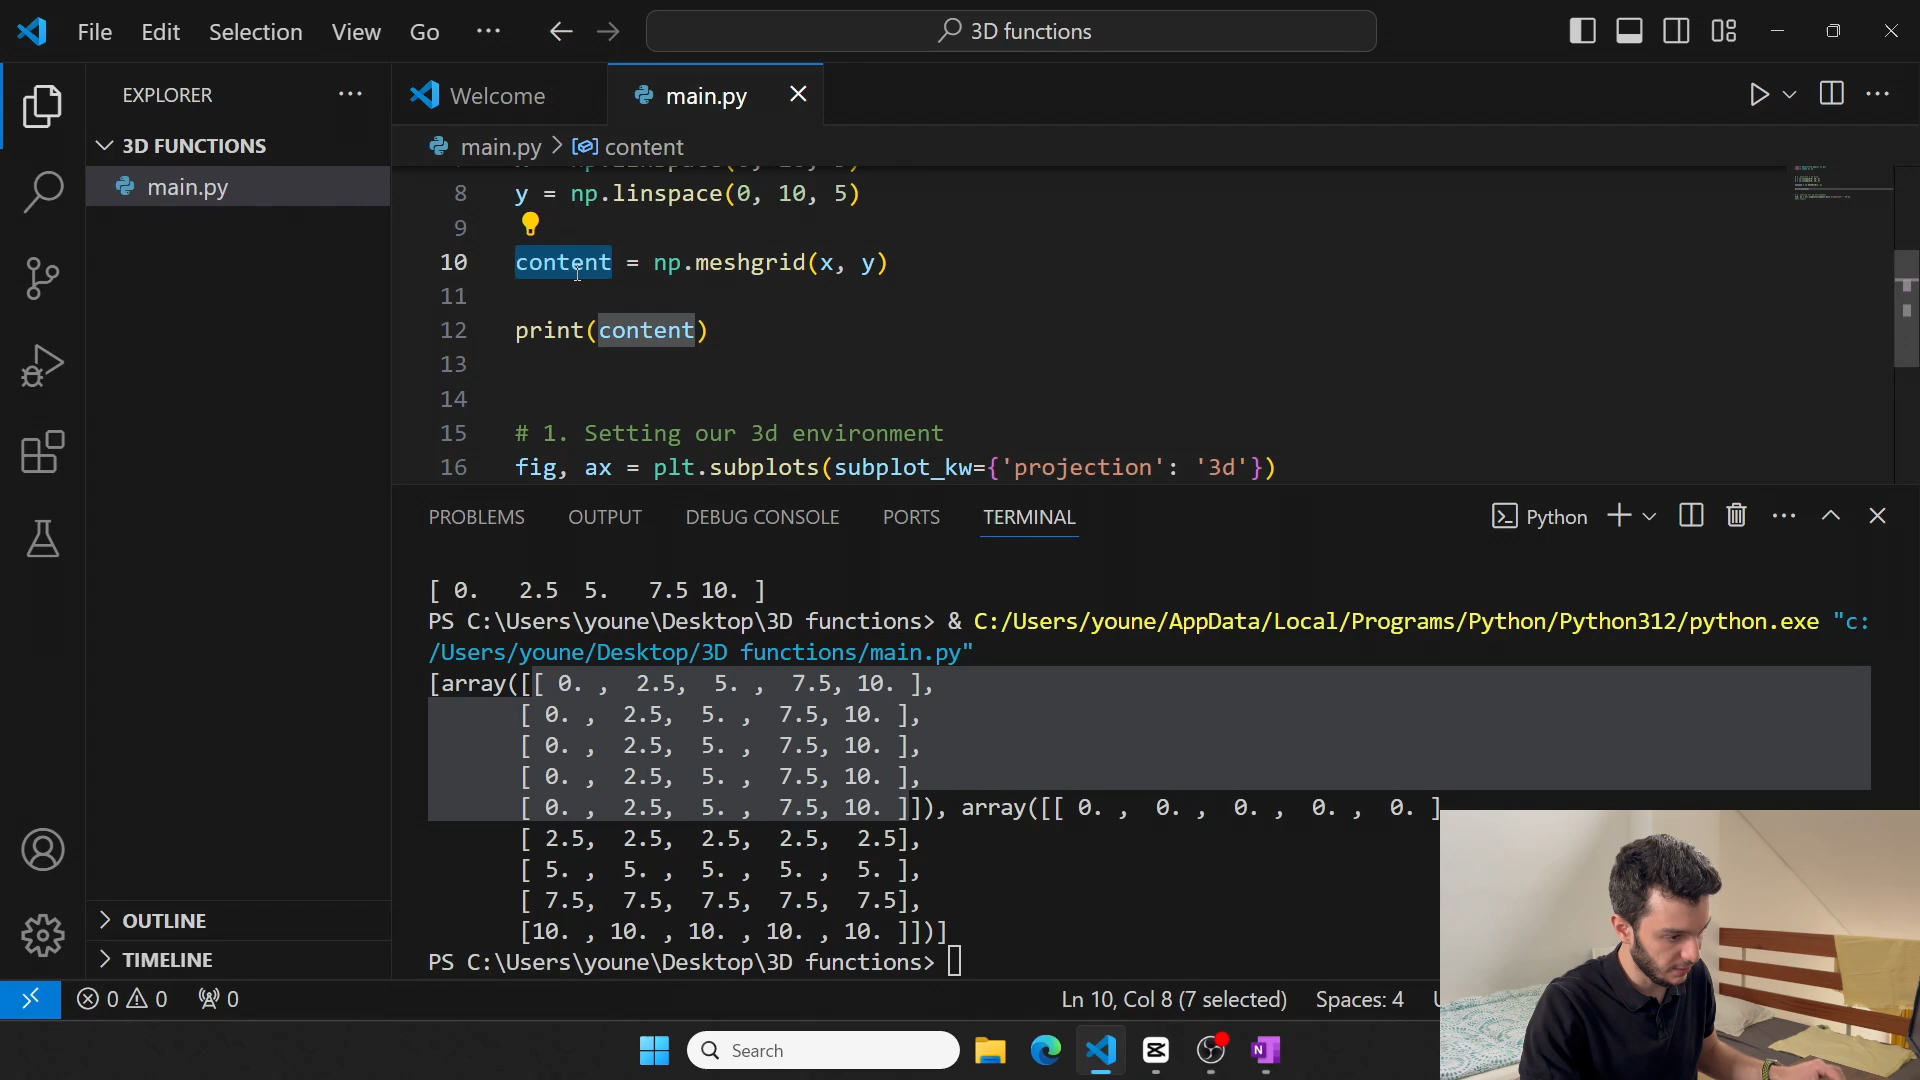 File Edit Selection View Go ··· 3D functions
EXPLORER ···
Welcome main.py
main.py > content
3D FUNCTIONS
main.py
8 y = np.linspace(0, 10, 5)
9
10 content = np.meshgrid(x, y)
11
12 print(content)
13
14
15 # 1. Setting our 3d environment
16 fig, ax = plt.subplots(subplot_kw={'projection': '3d'})
PROBLEMS OUTPUT DEBUG CONSOLE PORTS TERMINAL Python
[ 0.   2.5  5.   7.5 10. ]
PS C:\Users\youne\Desktop\3D functions> & C:/Users/youne/AppData/Local/Programs/Python/Python312/python.exe "c:
/Users/youne/Desktop/3D functions/main.py"
[array([[ 0. ,  2.5,  5. ,  7.5, 10. ],
[ 0. ,  2.5,  5. ,  7.5, 10. ],
[ 0. ,  2.5,  5. ,  7.5, 10. ],
[ 0. ,  2.5,  5. ,  7.5, 10. ],
[ 0. ,  2.5,  5. ,  7.5, 10. ]]), array([[ 0. ,  0. ,  0. ,  0. ,  0. ]
[ 2.5,  2.5,  2.5,  2.5,  2.5],
[ 5. ,  5. ,  5. ,  5. ,  5. ],
[ 7.5,  7.5,  7.5,  7.5,  7.5],
[10. , 10. , 10. , 10. , 10. ]])]
PS C:\Users\youne\Desktop\3D functions>
OUTLINE
TIMELINE
0 0 0 Ln 10, Col 8 (7 selected) Spaces: 4
Search